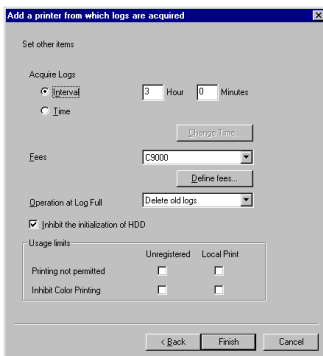 Add a printer from which logs are acquired
Set other items
Acquire Logs
Interval 3 Hour 0 Minutes
Time
Change Time...
Fees C9000
Define fees...
Operation at Log Full Delete old logs
Inhibit the initialization of HDD
Usage limits
Unregistered Local Print
Printing not permitted
Inhibit Color Printing
< Back Finish Cancel